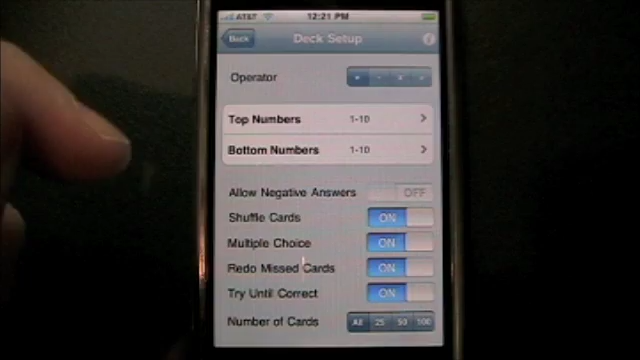 AT&T 12:21 PM
Back Deck Setup
Operator + - x ÷
Top Numbers 1-10
Bottom Numbers 1-10
Allow Negative Answers OFF
Shuffle Cards ON
Multiple Choice ON
Redo Missed Cards ON
Try Until Correct ON
Number of Cards All 25 50 100